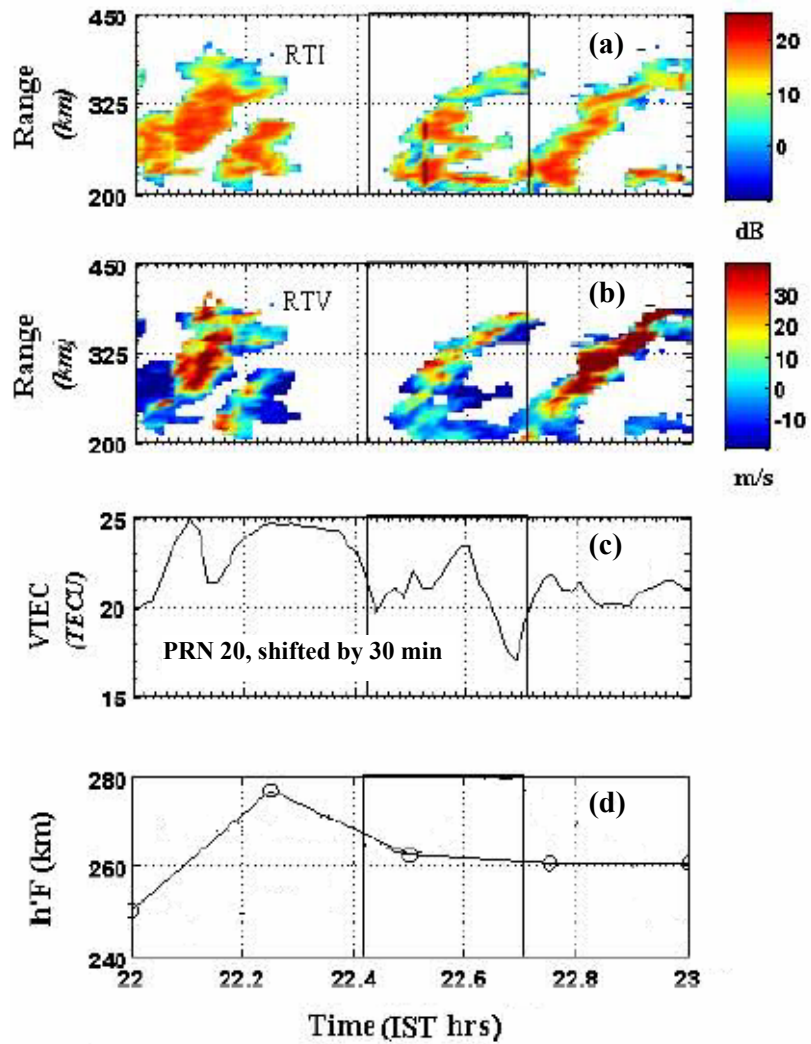 450
325
200
Range
(km)
RTI
(a)
20
10
0
dB
450
325
200
Range
(km)
RTV
(b)
30
20
10
0
-10
m/s
25
20
15
VTEC
(TECU)
(c)
PRN 20, shifted by 30 min
280
260
240
h'F (km)
(d)
22 22.2 22.4 22.6 22.8 23
Time (IST hrs)